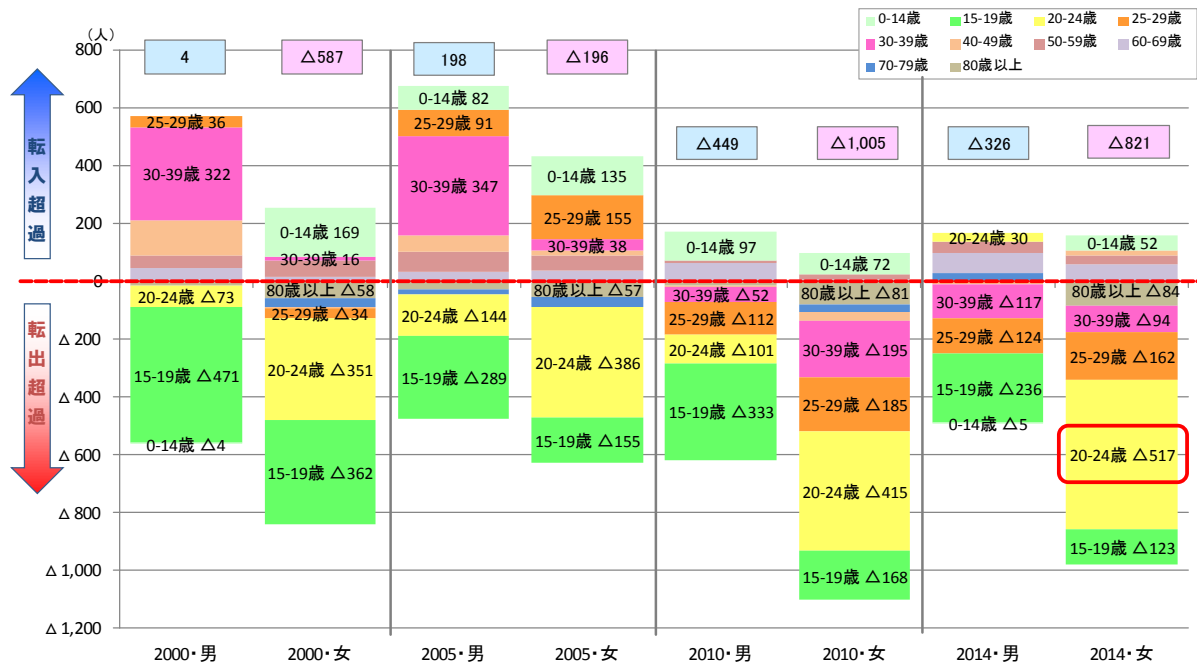 0-14歳 15-19歳 20-24歳 25-29歳
30-39歳 40-49歳 50-59歳 60-69歳
70-79歳 80歳以上
(人)
800
600
400
200
0
△ 200
△ 400
△ 600
△ 800
△ 1,000
△ 1,200
転入超過
転出超過
4
△587
198
△196
△449
△1,005
△326
△821
25-29歳 36
30-39歳 322
20-24歳 △73
15-19歳 △471
0-14歳 △4
0-14歳 169
30-39歳 16
80歳以上 △58
25-29歳 △34
20-24歳 △351
15-19歳 △362
0-14歳 82
25-29歳 91
30-39歳 347
20-24歳 △144
15-19歳 △289
0-14歳 135
25-29歳 155
30-39歳 38
80歳以上 △57
20-24歳 △386
15-19歳 △155
0-14歳 97
30-39歳 △52
25-29歳 △112
20-24歳 △101
15-19歳 △333
0-14歳 72
80歳以上 △81
30-39歳 △195
25-29歳 △185
20-24歳 △415
15-19歳 △168
20-24歳 30
30-39歳 △117
25-29歳 △124
15-19歳 △236
0-14歳 △5
0-14歳 52
80歳以上 △84
30-39歳 △94
25-29歳 △162
20-24歳 △517
15-19歳 △123
2000・男 2000・女 2005・男 2005・女 2010・男 2010・女 2014・男 2014・女